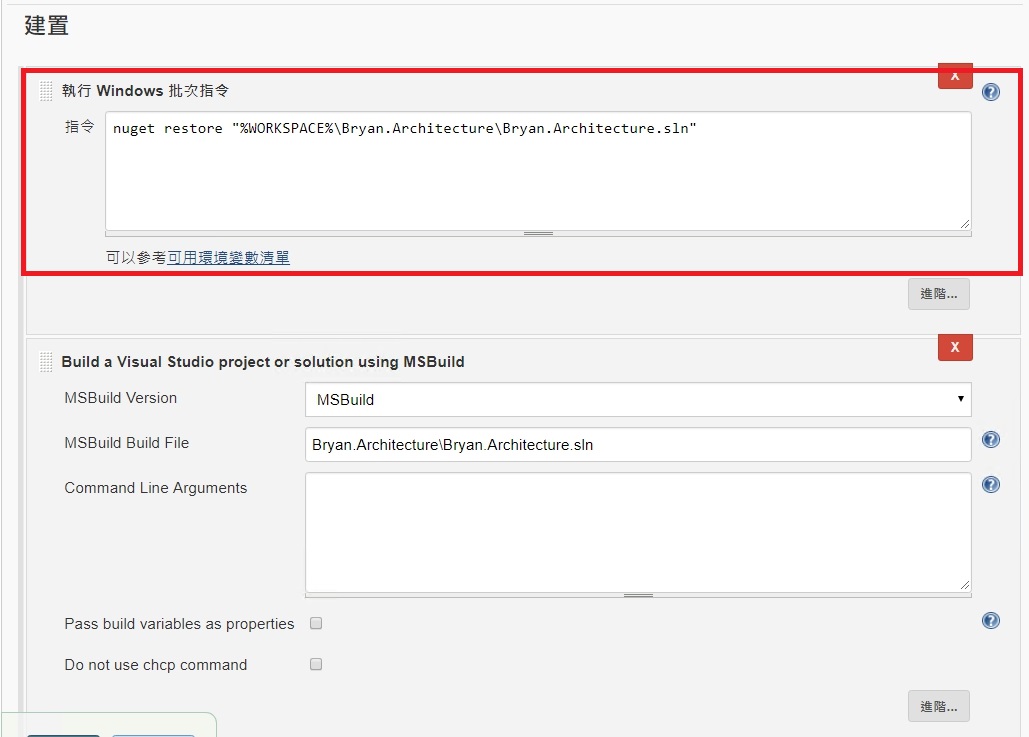 建置
X
執行 Windows 批次指令
指令
nuget restore "%WORKSPACE%\Bryan.Architecture\Bryan.Architecture.sln"
可以參考可用環境變數清單
進階...
X
Build a Visual Studio project or solution using MSBuild
MSBuild Version
MSBuild
MSBuild Build File
Bryan.Architecture\Bryan.Architecture.sln
Command Line Arguments
Pass build variables as properties
Do not use chcp command
進階...